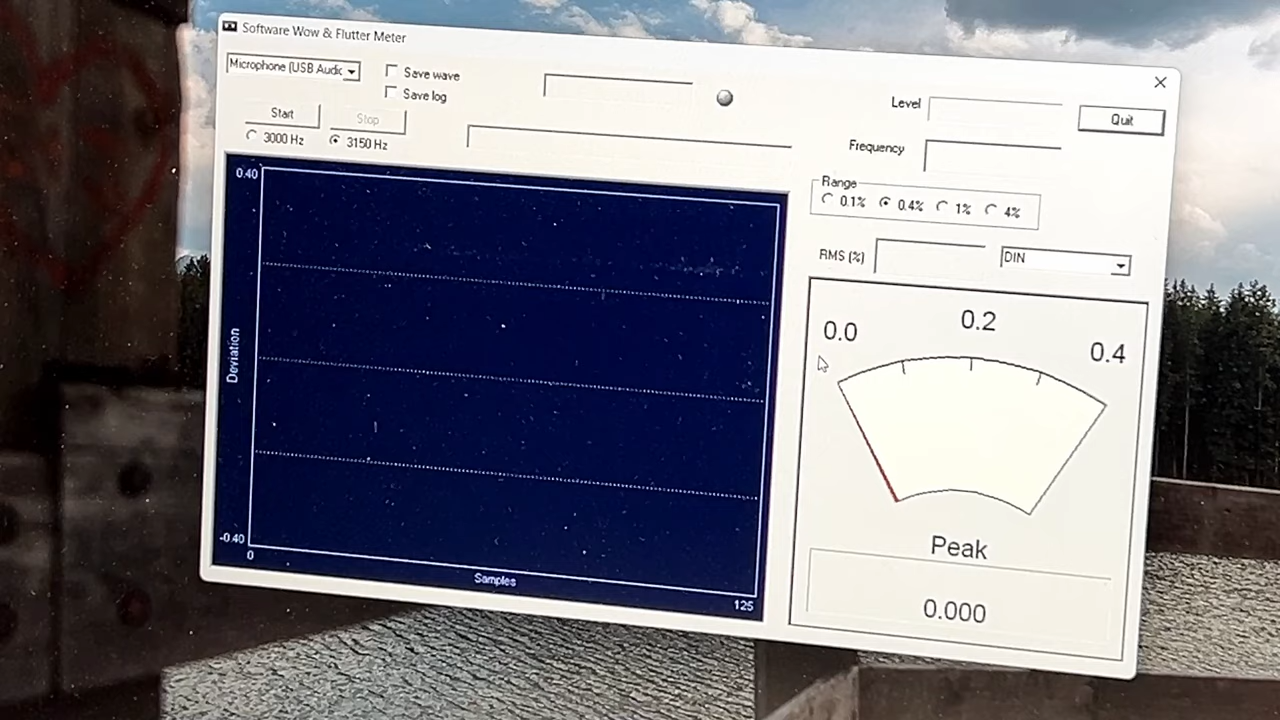 Software Wow & Flutter Meter
Microphone (USB Audic
Save wave
Save log
Level
Quit
Start
Stop
Frequency
3000 Hz
3150 Hz
Range
0.1%
0.4%
1%
4%
RMS (%)
DIN
0.40
Deviation
-0.40
0
Samples
125
0.0
0.2
0.4
Peak
0.000